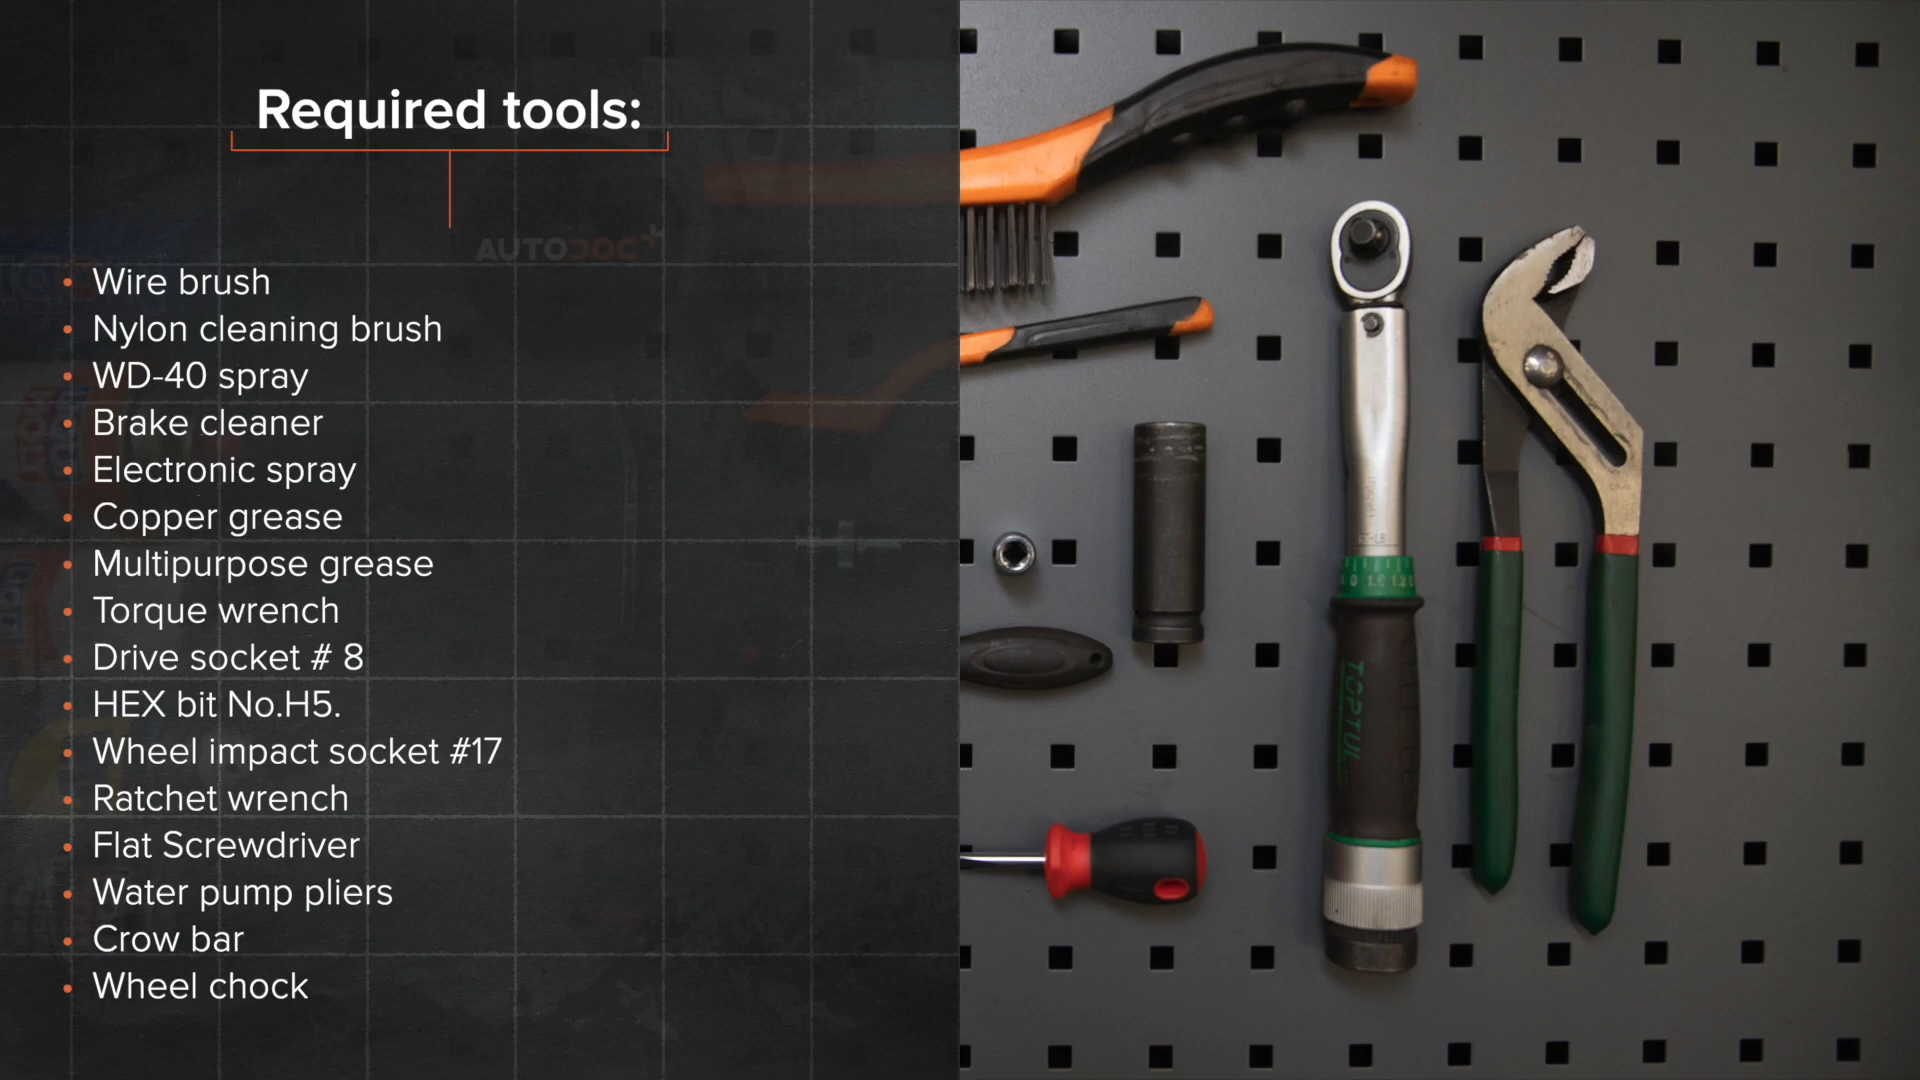 Required tools:
AUTODOC
Wire brush
Nylon cleaning brush
WD-40 spray
Brake cleaner
Electronic spray
Copper grease
Multipurpose grease
Torque wrench
Drive socket # 8
HEX bit No.H5.
Wheel impact socket #17
Ratchet wrench
Flat Screwdriver
Water pump pliers
Crow bar
Wheel chock
TOPTUL